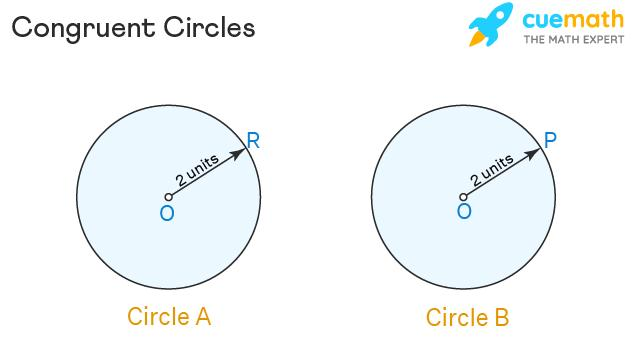 Congruent Circles
cuemath
THE MATH EXPERT
R
2 units
O
Circle A
P
2 units
O
Circle B